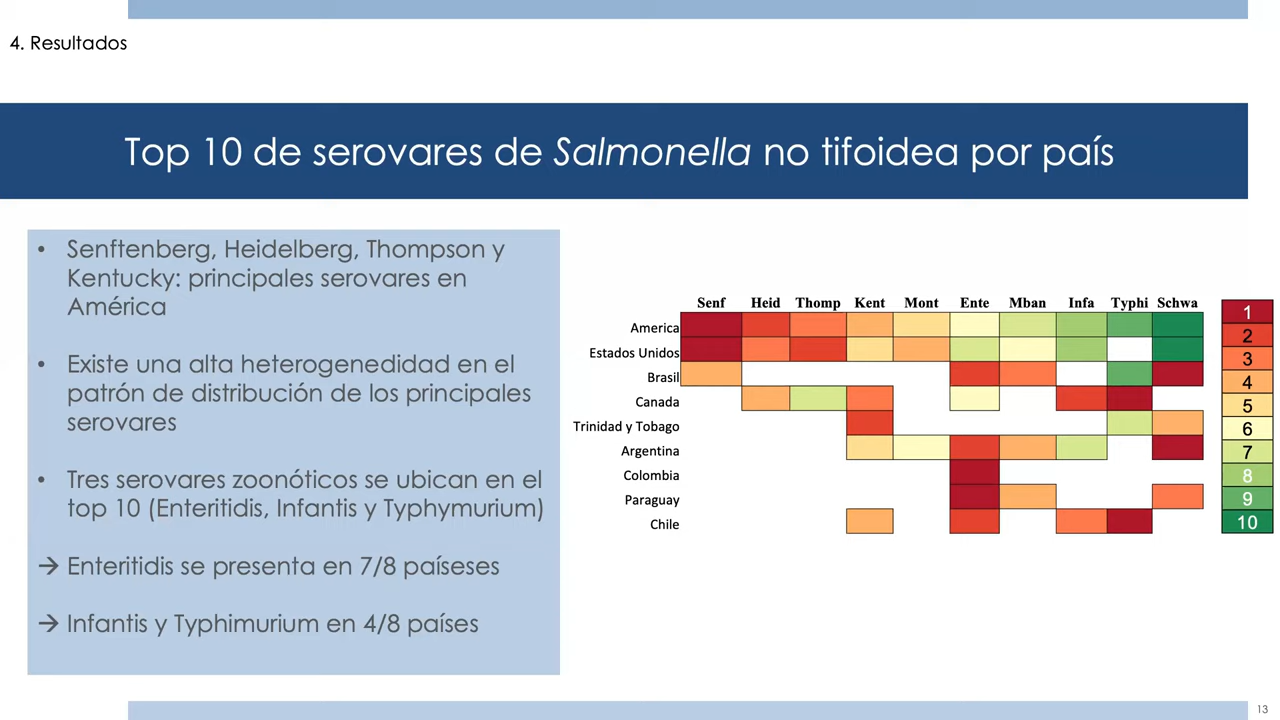 4. Resultados
Top 10 de serovares de Salmonella no tifoidea por país
• Senftenberg, Heidelberg, Thompson y
Kentucky: principales serovares en
América
• Existe una alta heterogenedidad en el
patrón de distribución de los principales
serovares
• Tres serovares zoonóticos se ubican en el
top 10 (Enteritidis, Infantis y Typhymurium)
→ Enteritidis se presenta en 7/8 paíseses
→ Infantis y Typhimurium en 4/8 países
Senf Heid Thomp Kent Mont Ente Mban Infa Typhi Schwa
America
Estados Unidos
Brasil
Canada
Trinidad y Tobago
Argentina
Colombia
Paraguay
Chile
1
2
3
4
5
6
7
8
9
10
13